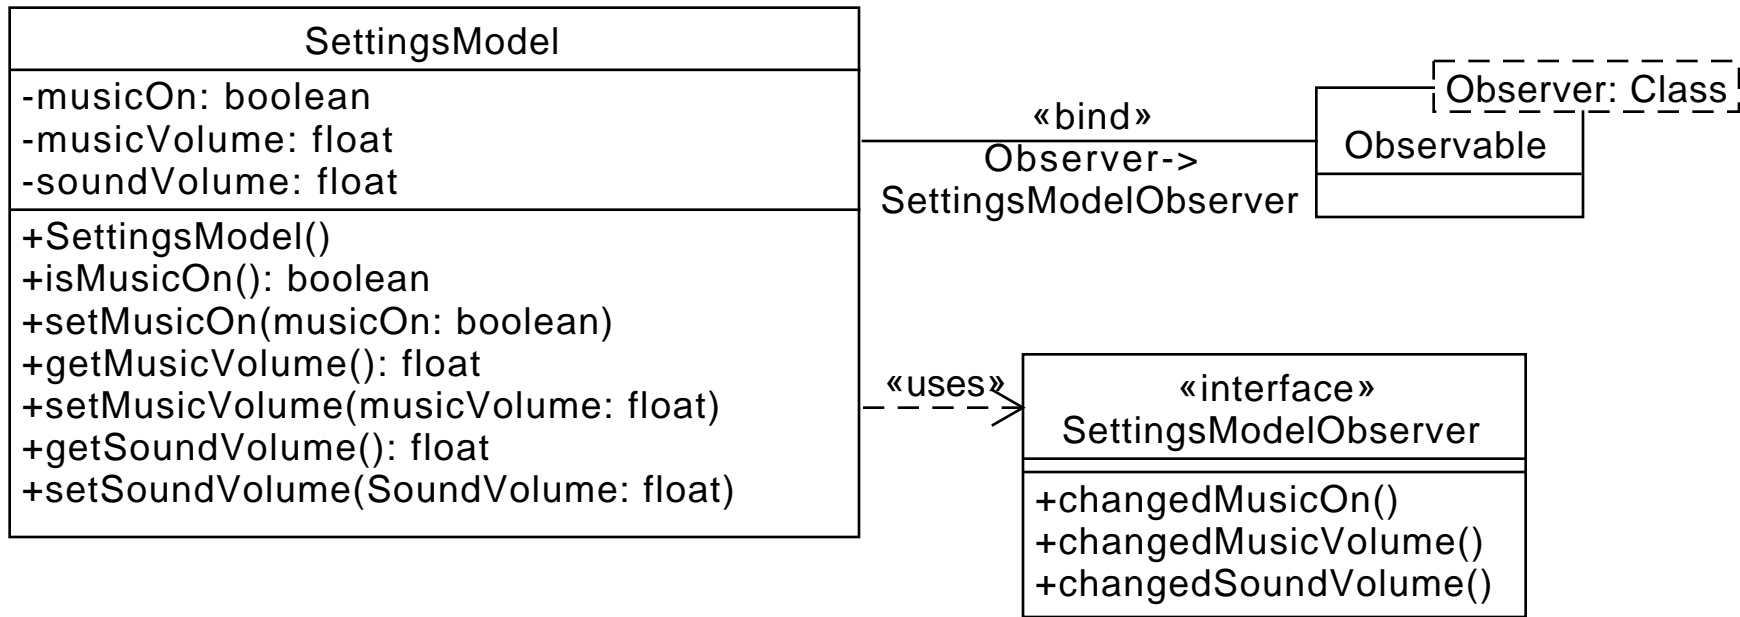 SettingsModel
-musicOn: boolean
-musicVolume: float
-soundVolume: float
+SettingsModel()
+isMusicOn(): boolean
+setMusicOn(musicOn: boolean)
+getMusicVolume(): float
+setMusicVolume(musicVolume: float)
+getSoundVolume(): float
+setSoundVolume(SoundVolume: float)
«bind»
Observer->
SettingsModelObserver
Observer: Class
Observable
«uses»
«interface»
SettingsModelObserver
+changedMusicOn()
+changedMusicVolume()
+changedSoundVolume()